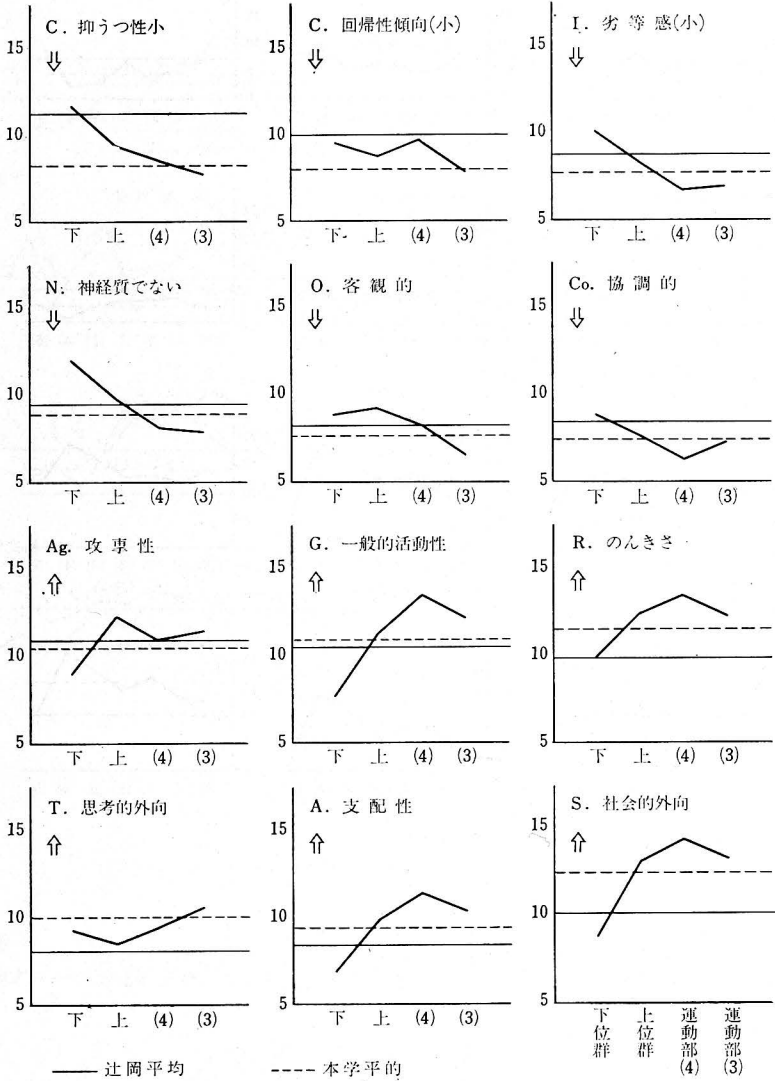 C. 抑うつ性小
15
⇓
10
5
下 上 (4) (3)
C. 回帰性傾向(小)
15
⇓
10
5
下 上 (4) (3)
I. 劣等感(小)
15
⇓
10
5
下 上 (4) (3)
N. 神経質でない
15
⇓
10
5
下 上 (4) (3)
O. 客観的
15
⇓
10
5
下 上 (4) (3)
Co. 協調的
15
⇓
10
5
下 上 (4) (3)
Ag. 攻専性
15
⇑
10
5
下 上 (4) (3)
G. 一般的活動性
15
⇑
10
5
下 上 (4) (3)
R. のんきさ
15
⇑
10
5
下 上 (4) (3)
T. 思考的外向
15
⇑
10
5
下 上 (4) (3)
A. 支配性
15
⇑
10
5
下 上 (4) (3)
S. 社会的外向
15
⇑
10
5
下位群
上位群
運動部(4)
運動部(3)
辻岡平均
本学平的